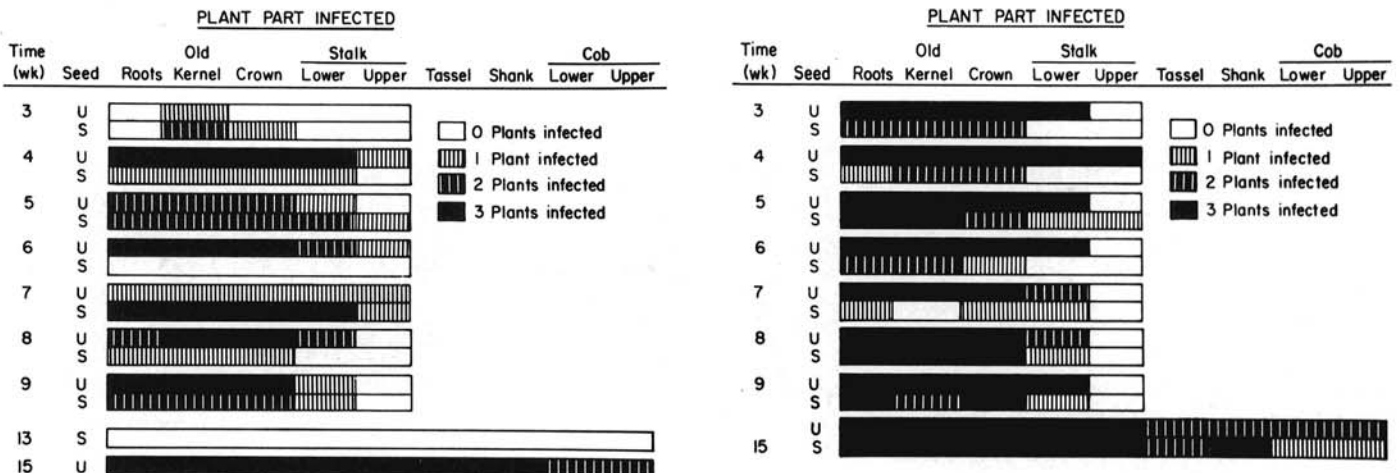 PLANT PART INFECTED
Time Old Stalk Cob
(wk) Seed Roots Kernel Crown Lower Upper Tassel Shank Lower Upper
3 U
S
0 Plants infected
4 U
1 Plant infected
S
2 Plants infected
5 U
3 Plants infected
S
6 U
S
7 U
S
8 U
S
9 U
S
13 S
15 U
PLANT PART INFECTED
Time Old Stalk Cob
(wk) Seed Roots Kernel Crown Lower Upper Tassel Shank Lower Upper
3 U
S
0 Plants infected
4 U
1 Plant infected
S
2 Plants infected
5 U
3 Plants infected
S
6 U
S
7 U
S
8 U
S
9 U
S
U
15 S